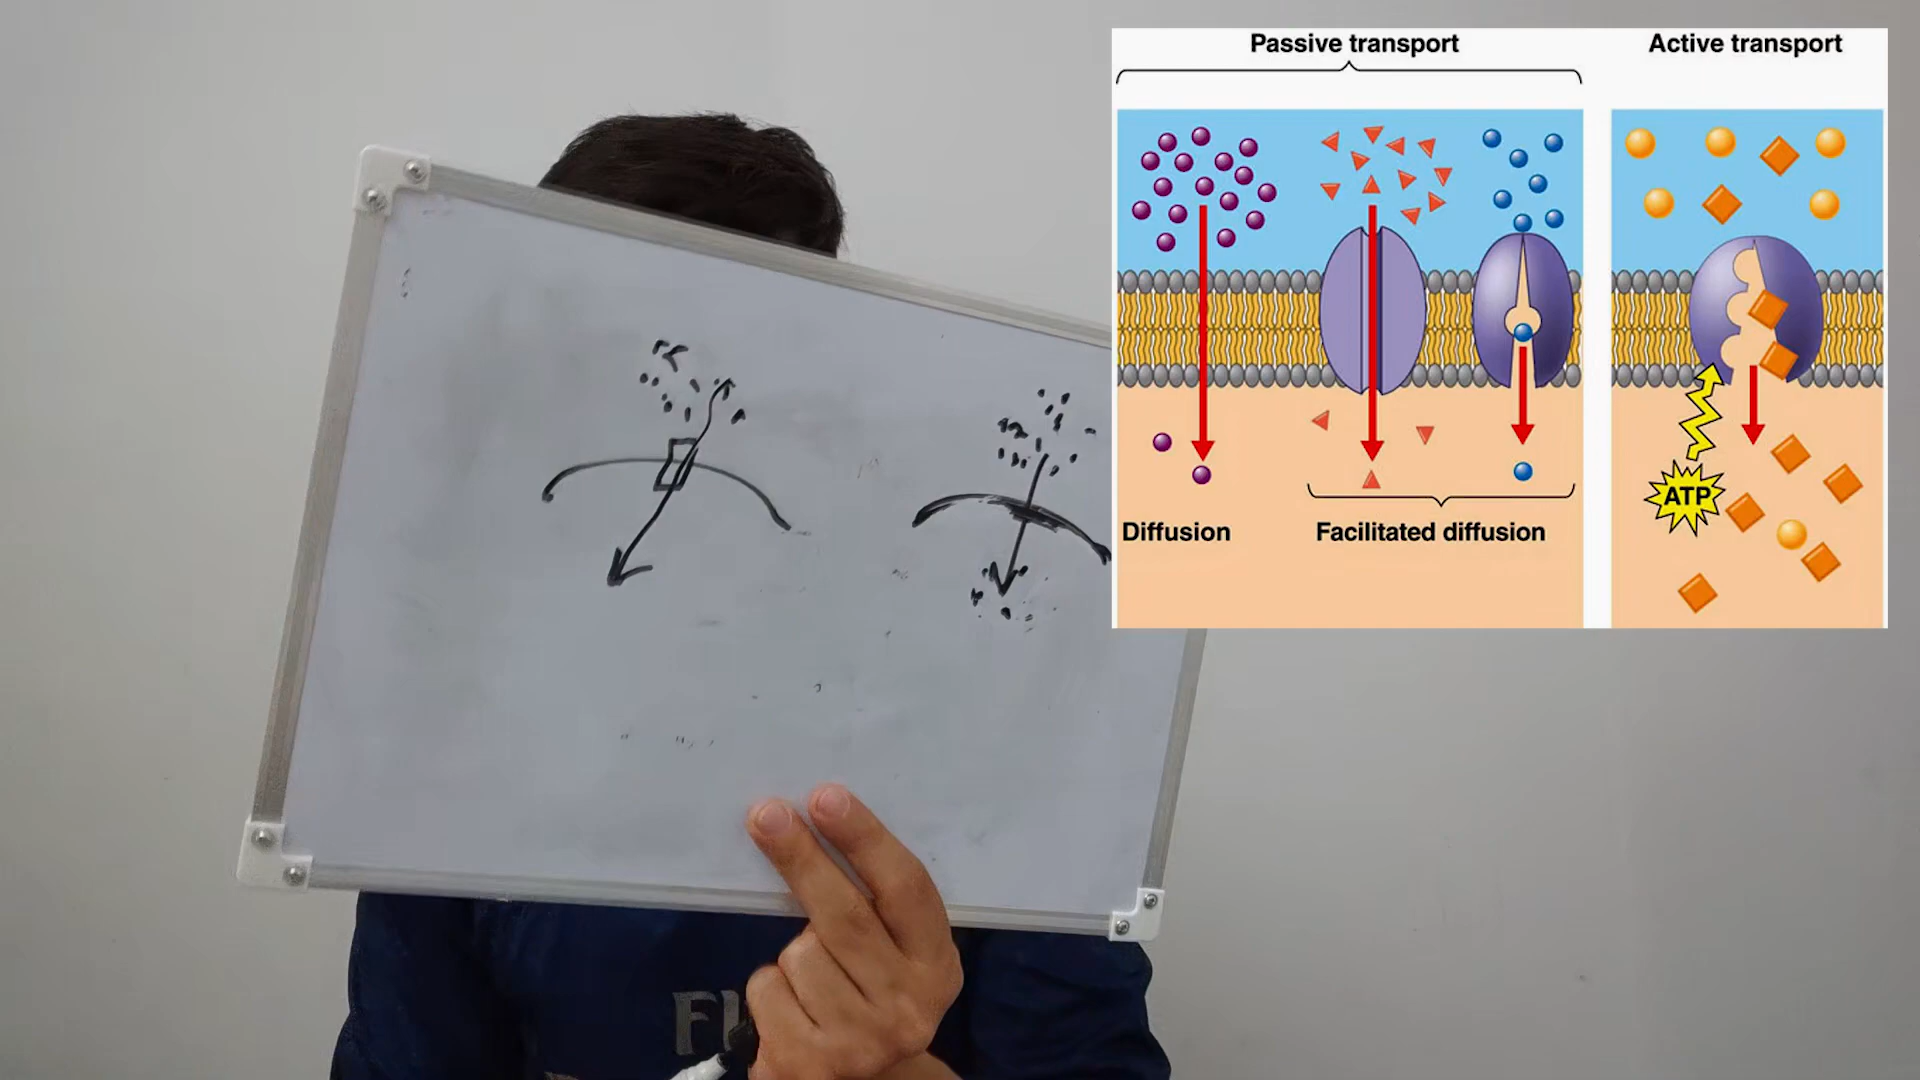 Passive transport
Active transport
ATP
Diffusion
Facilitated diffusion